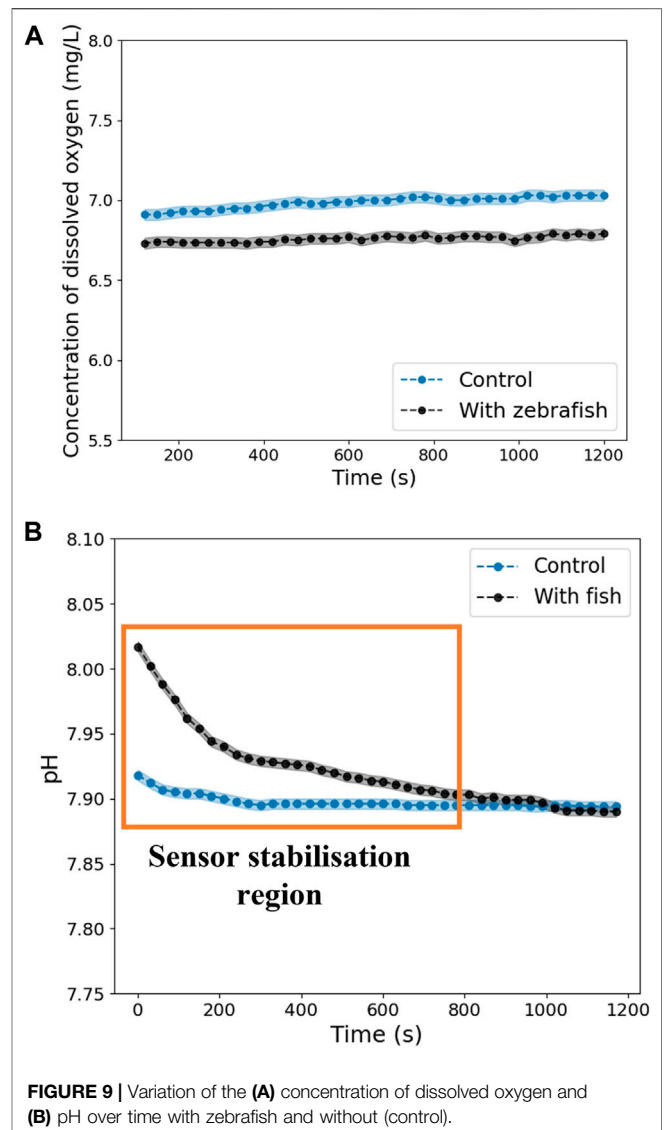 A
Concentration of dissolved oxygen (mg/L)
8.0
7.5
7.0
6.5
6.0
5.5
Control
With zebrafish
200 400 600 800 1000 1200
Time (s)
B
pH
8.10
8.05
8.00
7.95
7.90
7.85
7.80
7.75
Control
With fish
Sensor stabilisation
region
0 200 400 600 800 1000 1200
Time (s)
FIGURE 9 | Variation of the (A) concentration of dissolved oxygen and
(B) pH over time with zebrafish and without (control).